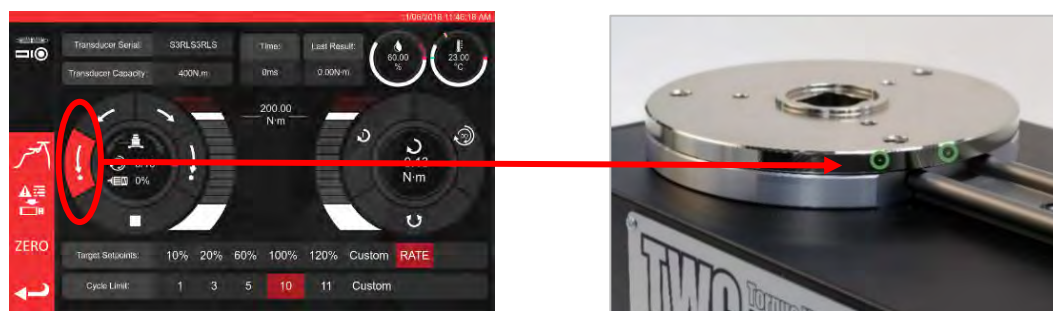 1/06/2018 11:46:18 AM
Transducer Serial: S3RLS3RLS Time: Last Result:
Transducer Capacity: 400N.m 0ms 0.00N·m
60.00 %
23.00 °C
200.00
N·m
0%
N·m
ZERO
Target Setpoints: 10% 20% 60% 100% 120% Custom RATE
Cycle Limit: 1 3 5 10 11 Custom
Torque